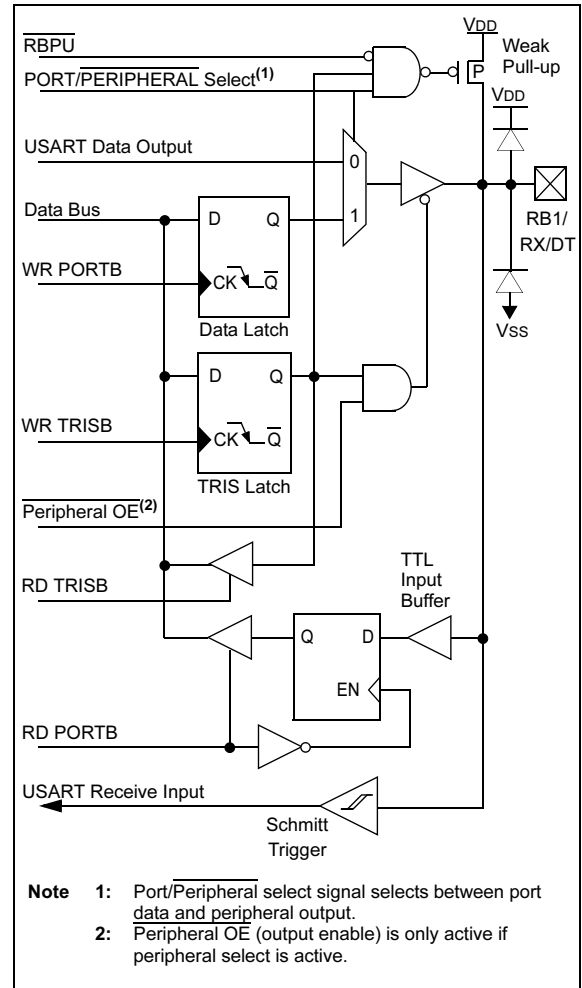 VDD
RBPU
Weak
Pull-up
P
PORT/PERIPHERAL Select(1)
VDD
USART Data Output
0
Data Bus
D Q
1
RB1/
RX/DT
WR PORTB
CK Q
Data Latch
VSS
D Q
WR TRISB
CK Q
TRIS Latch
Peripheral OE(2)
RD TRISB
TTL
Input
Buffer
Q D
EN
RD PORTB
USART Receive Input
Schmitt
Trigger
Note 1: Port/Peripheral select signal selects between port
data and peripheral output.
2: Peripheral OE (output enable) is only active if
peripheral select is active.